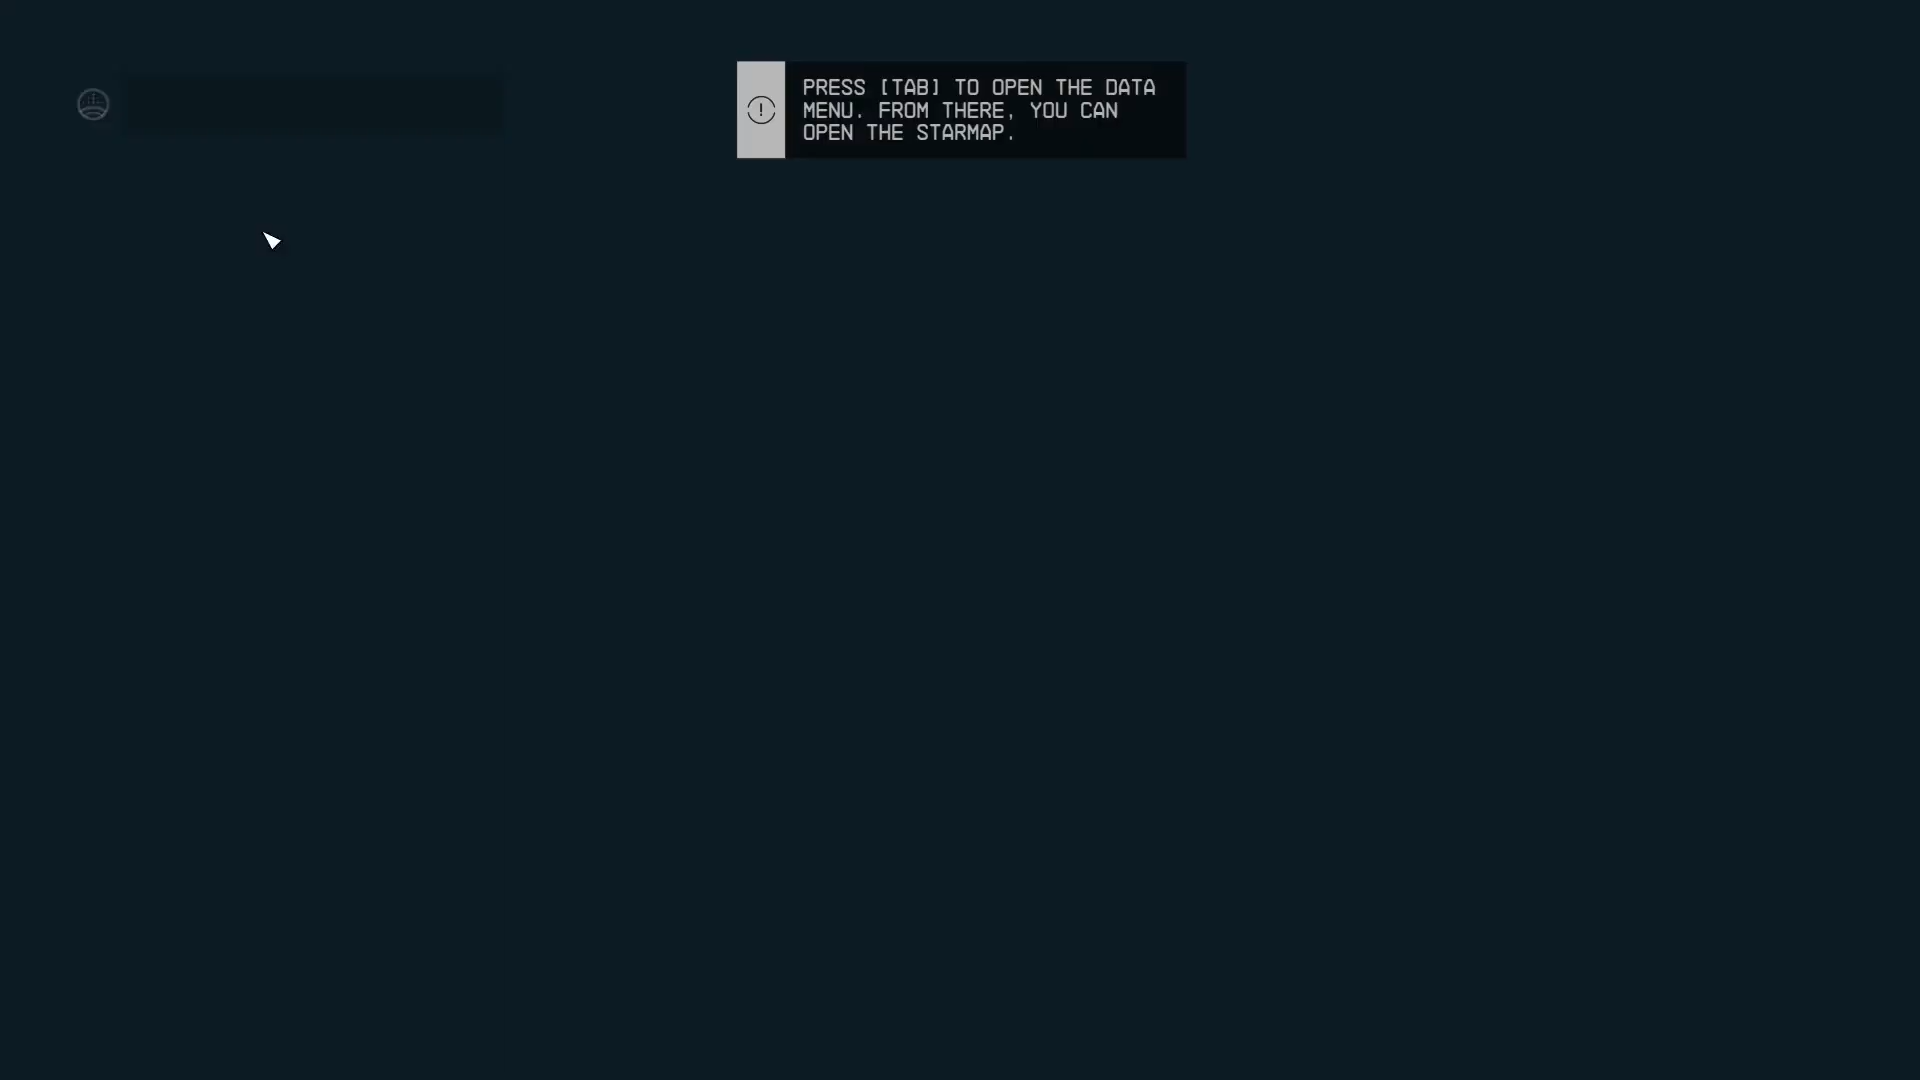 PRESS [TAB] TO OPEN THE DATA
MENU. FROM THERE, YOU CAN
OPEN THE STARMAP.